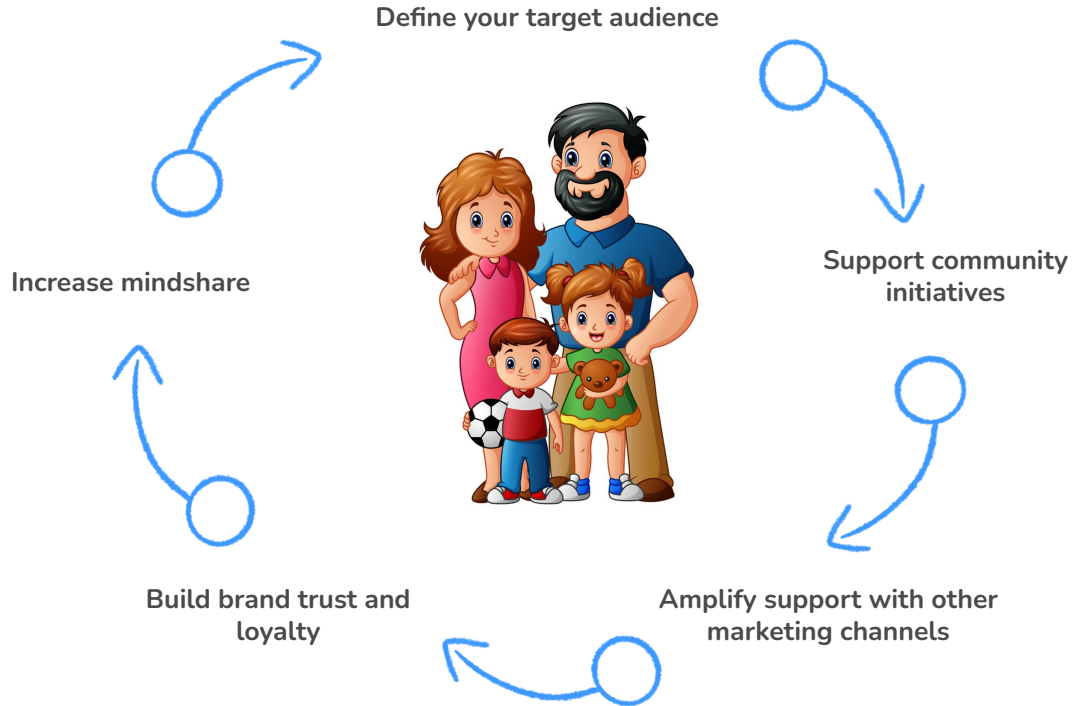 Define your target audience
Support community
initiatives
Amplify support with other
marketing channels
Build brand trust and
loyalty
Increase mindshare